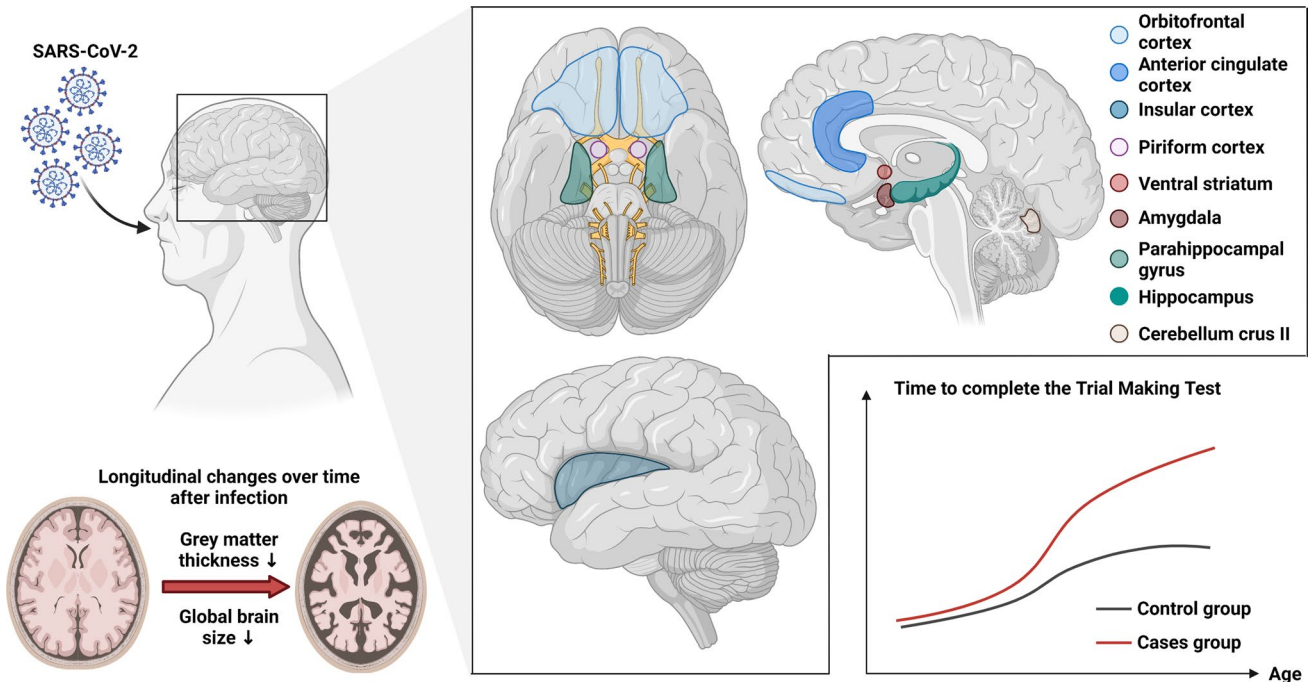 SARS-CoV-2
Orbitofrontal
cortex
Anterior cingulate
cortex
Insular cortex
Piriform cortex
Ventral striatum
Amygdala
Parahippocampal
gyrus
Hippocampus
Cerebellum crus II
Longitudinal changes over time
after infection
Grey matter
thickness ↓
Global brain
size ↓
Time to complete the Trial Making Test
Control group
Cases group
Age